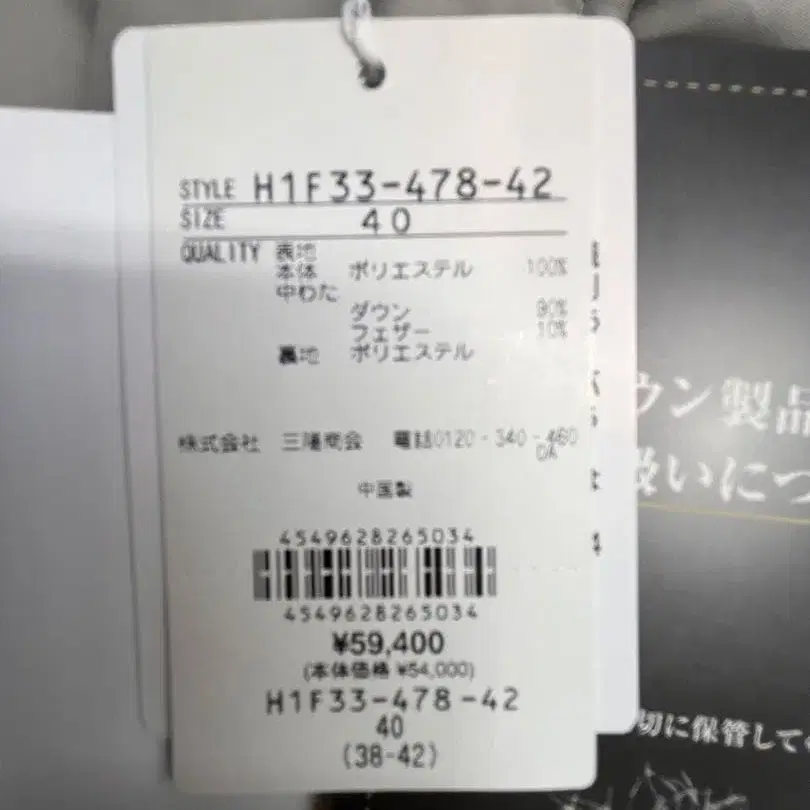 STYLE H1F33-478-42
SIZE 40
QUALITY 表地
本体 ポリエステル 100%
中わた
ダウン 90%
フェザー 10%
裏地 ポリエステル
株式会社 三陽商会 電話0120-340-460
DA
中国製
4549628265034
4549628265034
¥59,400
(本体価格 ¥54,000)
H1F33-478-42
40
(38-42)
ウン製品
扱いにつ
切に保管して